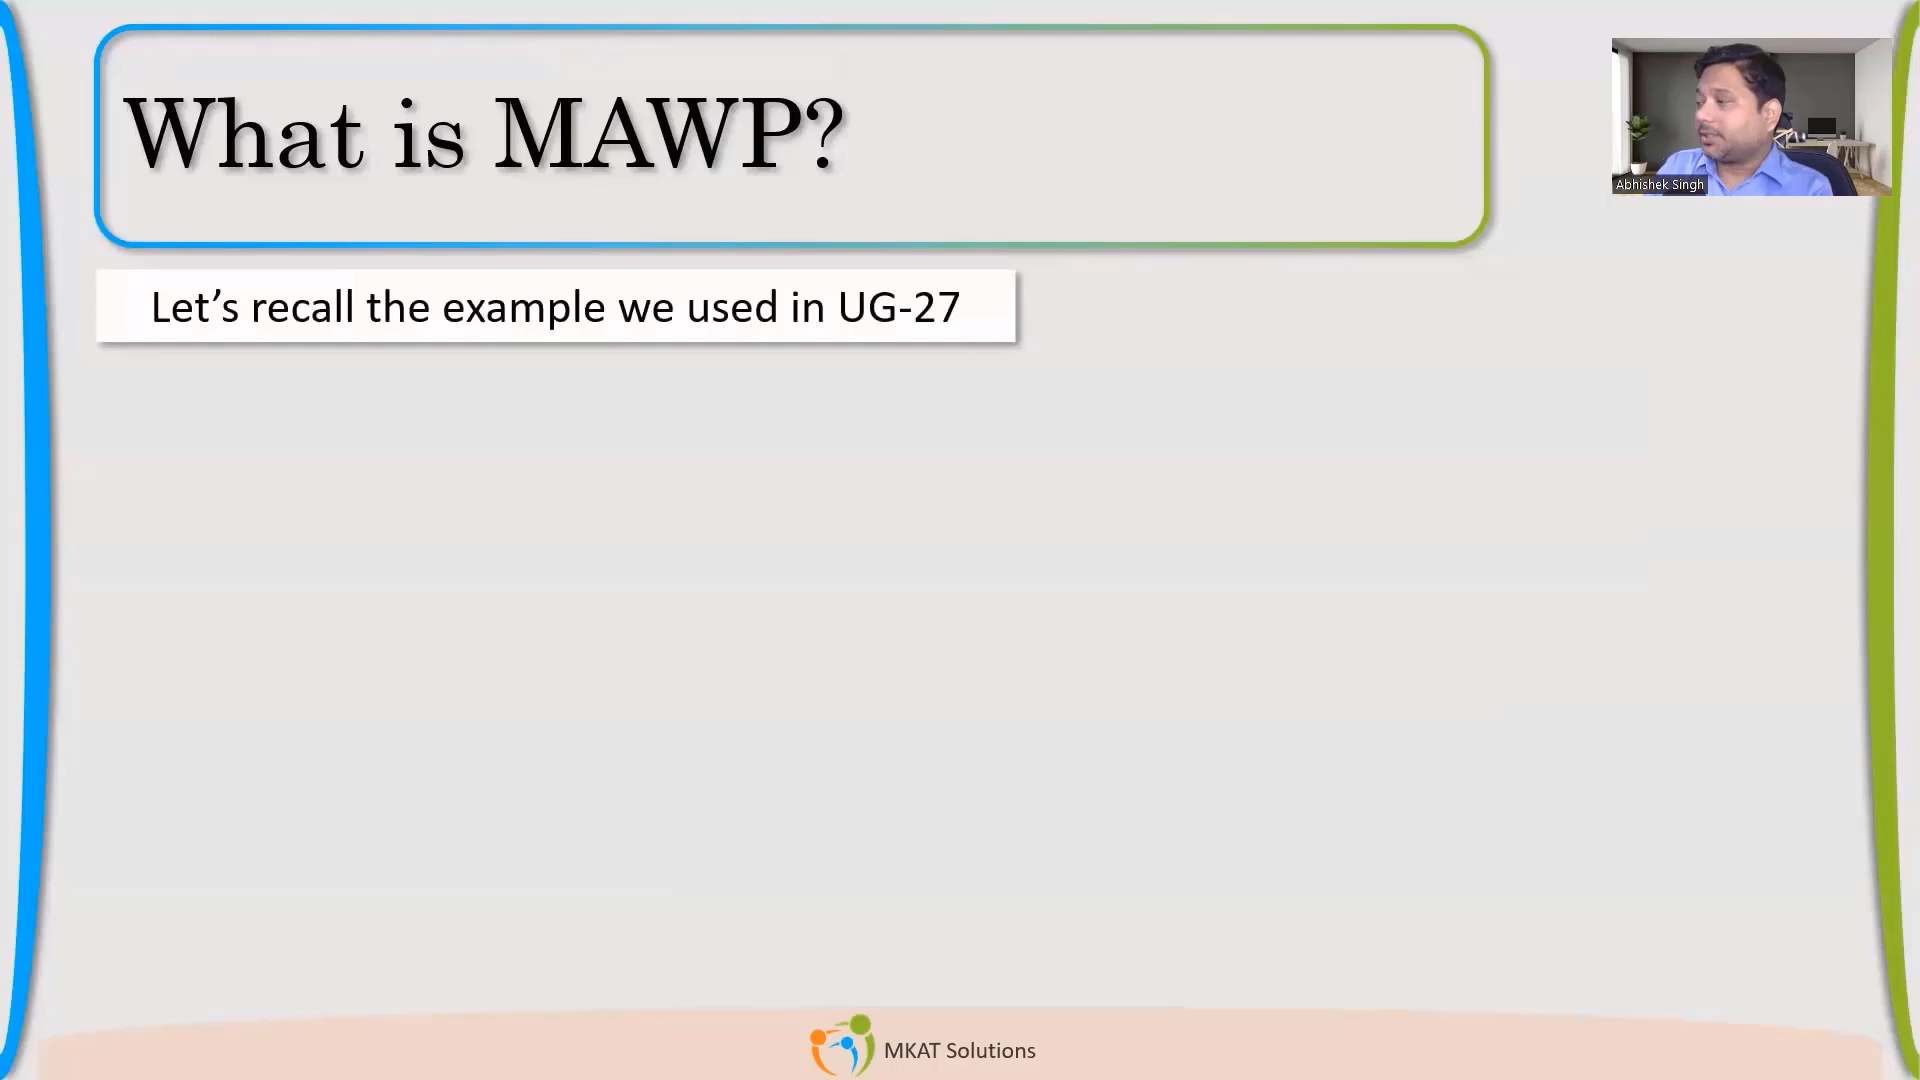 What is MAWP?
Abhishek Singh
Let’s recall the example we used in UG-27
MKAT Solutions